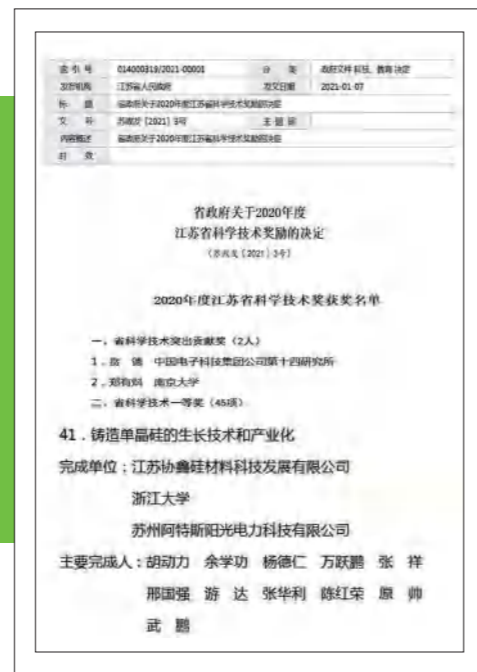 索引号 014000319/2021-00001 分类 政府文件 科技、教育 决定
发布机构 江苏省人民政府 发文日期 2021-01-07
标题 省政府关于2020年度江苏省科学技术奖励的决定
文号 苏政发〔2021〕3号 主题词
内容概述 省政府关于2020年度江苏省科学技术奖励的决定
时效
省政府关于2020年度
江苏省科学技术奖励的决定
(苏政发〔2021〕3号)
2020年度江苏省科学技术奖获奖名单
一、省科学技术突出贡献奖(2人)
1. 中国电子科技集团公司第十四研究所
2. 郑有炓 南京大学
二、省科学技术一等奖(45项)
41.铸造单晶硅的生长技术和产业化
完成单位:江苏协鑫硅材料科技发展有限公司
浙江大学
苏州阿特斯阳光电力科技有限公司
主要完成人:胡动力 余学功 杨德仁 万跃鹏 张 祥
邢国强 游 达 张华利 陈红荣 原 帅
武 鹏